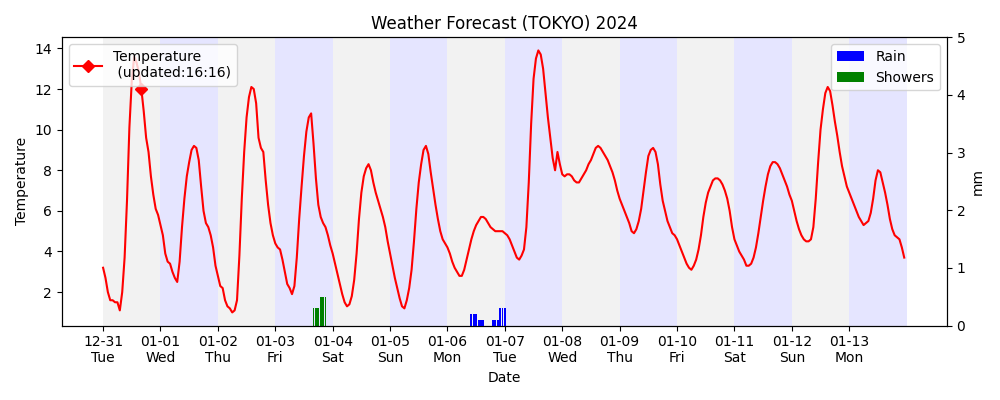 Weather Forecast (TOKYO) 2024
Temperature
(updated:16:16)
Rain
Showers
14
12
10
8
6
4
2
Temperature
5
4
3
2
1
0
mm
12-31 01-01 01-02 01-03 01-04 01-05 01-06 01-07 01-08 01-09 01-10 01-11 01-12 01-13
Tue Wed Thu Fri Sat Sun Mon Tue Wed Thu Fri Sat Sun Mon
Date